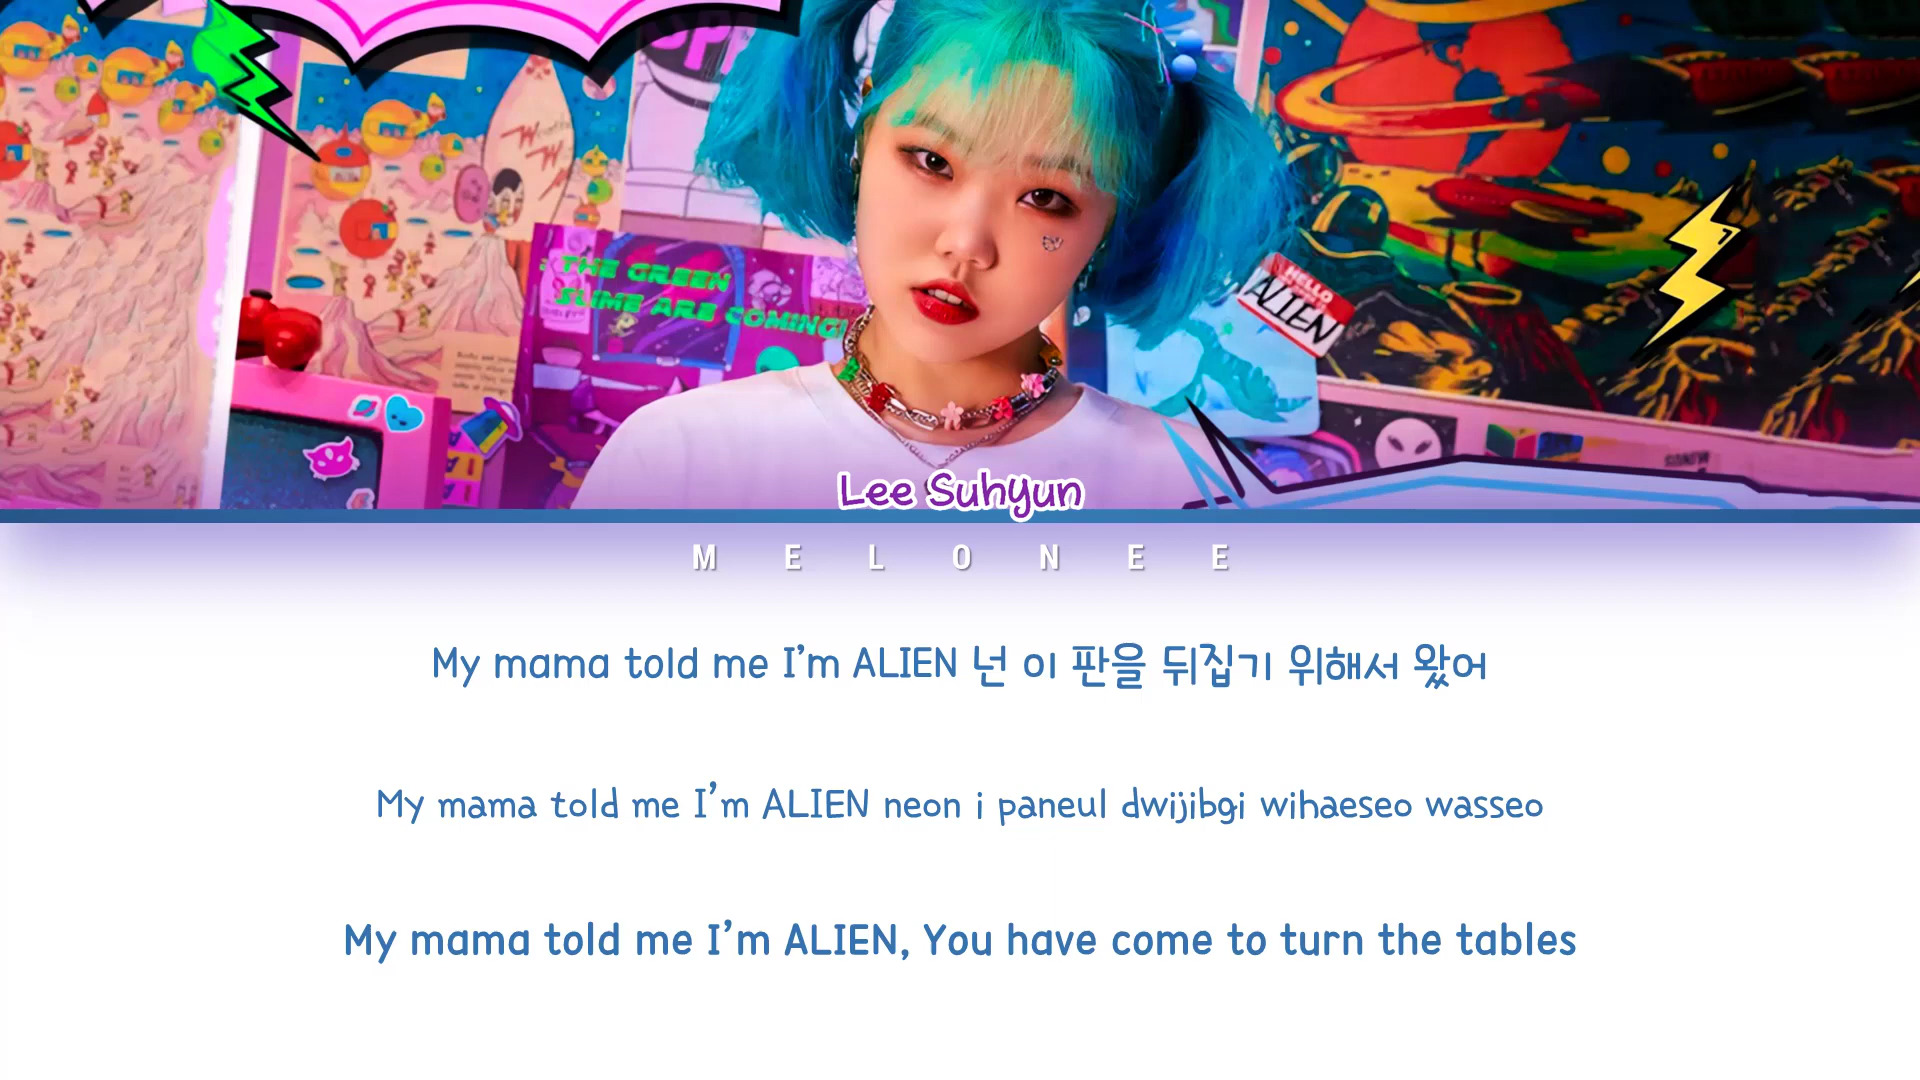 THE GREEN
SLIME ARE COMING!
HELLO
ALIEN
Lee Suhyun
MELONEE
My mama told me I'm ALIEN 넌 이 판을 뒤집기 위해서 왔어
My mama told me I'm ALIEN neon i paneul dwijibgi wihaeseo wasseo
My mama told me I'm ALIEN, You have come to turn the tables